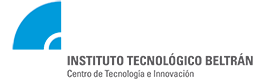 INSTITUTO TECNOLÓGICO BELTRÁN
Centro de Tecnología e Innovación